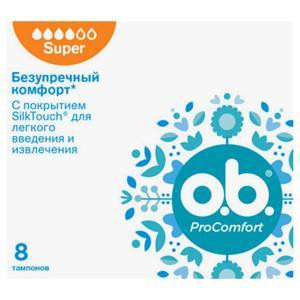 Super
Безупречный
комфорт*
С покрытием
SilkTouch® для
легкого
введения и
извлечения
o.b.®
ProComfort
8
тампонов